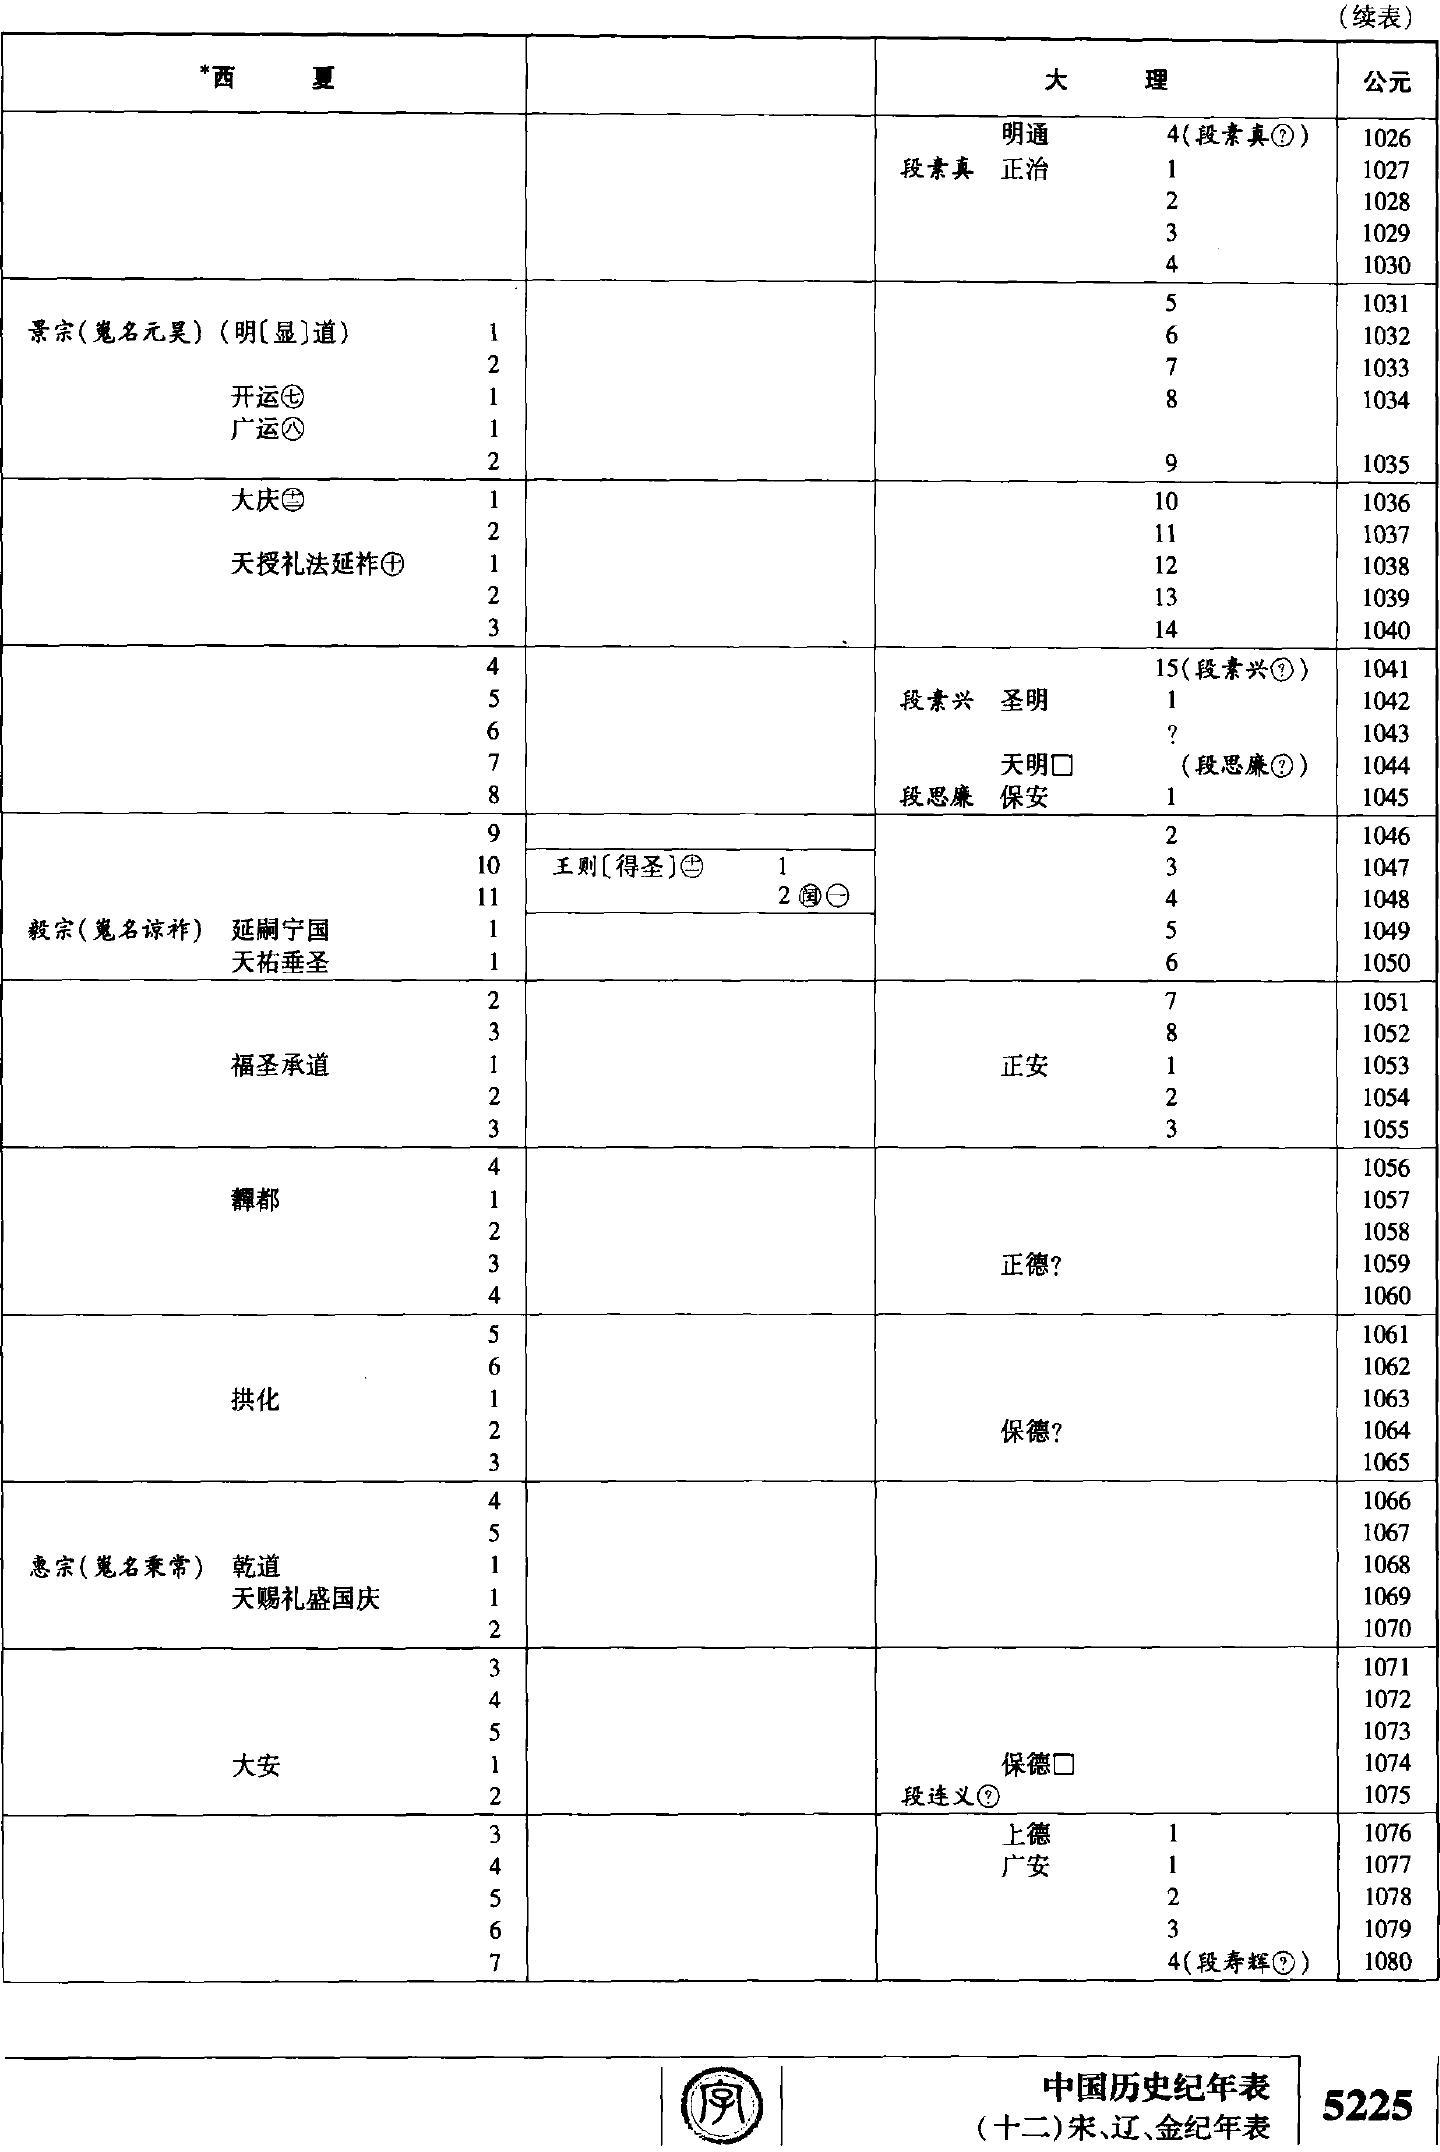 （续表）
*西 夏 大 理 公元
明通 4(段素真?) 1026
段素真 正治 1 1027
2 1028
3 1029
4 1030
5 1031
景宗(嵬名元昊) (明〔显〕道) 1 6 1032
2 7 1033
开运㊆ 1 8 1034
广运㊇ 1
2 9 1035
大庆 1 10 1036
2 11 1037
天授礼法延祚㊉ 1 12 1038
2 13 1039
3 14 1040
4 15(段素兴?) 1041
5 段素兴 圣明 1 1042
6 ? 1043
7 天明□ (段思廉?) 1044
8 段思廉 保安 1 1045
9 2 1046
10 王则〔得圣〕 1 3 1047
11 2 闰㊀ 4 1048
毅宗(嵬名谅祚) 延嗣宁国 1 5 1049
天祐垂圣 1 6 1050
2 7 1051
3 8 1052
福圣承道 1 正安 1 1053
2 2 1054
3 3 1055
4 1056
奲都 1 1057
2 1058
3 正德? 1059
4 1060
5 1061
6 1062
拱化 1 1063
2 保德? 1064
3 1065
4 1066
5 1067
惠宗(嵬名秉常) 乾道 1 1068
天赐礼盛国庆 1 1069
2 1070
3 1071
4 1072
5 1073
大安 1 保德□ 1074
2 段连义? 1075
3 上德 1 1076
4 广安 1 1077
5 2 1078
6 3 1079
7 4(段寿辉?) 1080
字
中国历史纪年表
(十二)宋、辽、金纪年表
5225